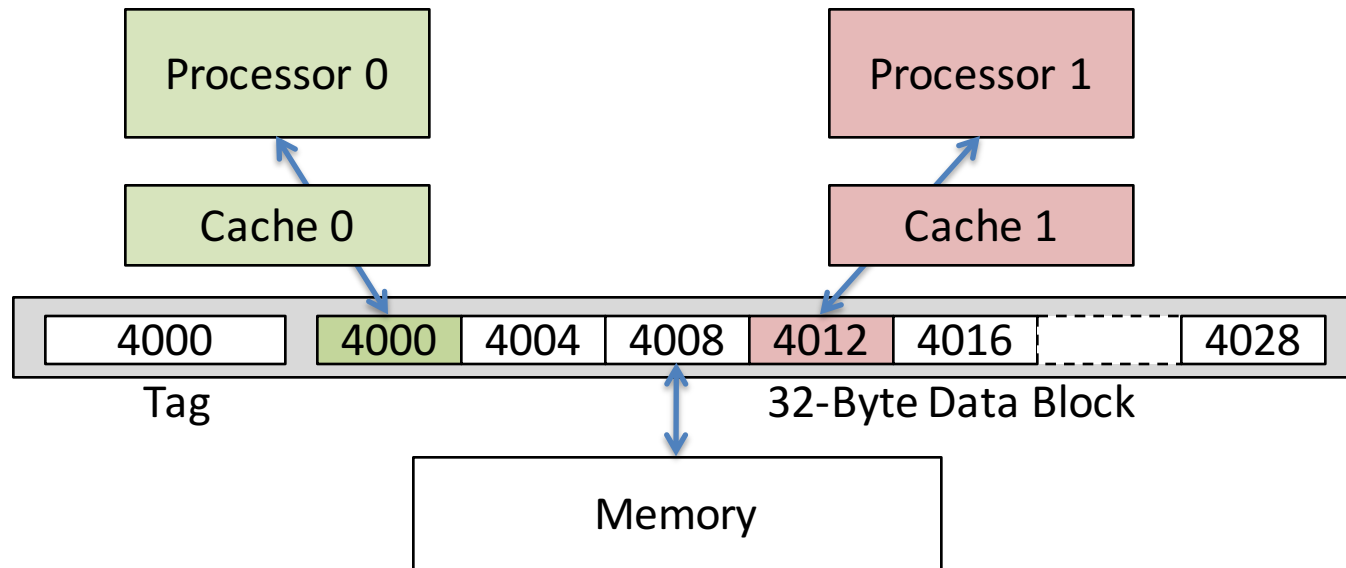 Processor 0
Processor 1
Cache 0
Cache 1
4000 4000 4004 4008 4012 4016 4028
Tag
32-Byte Data Block
Memory